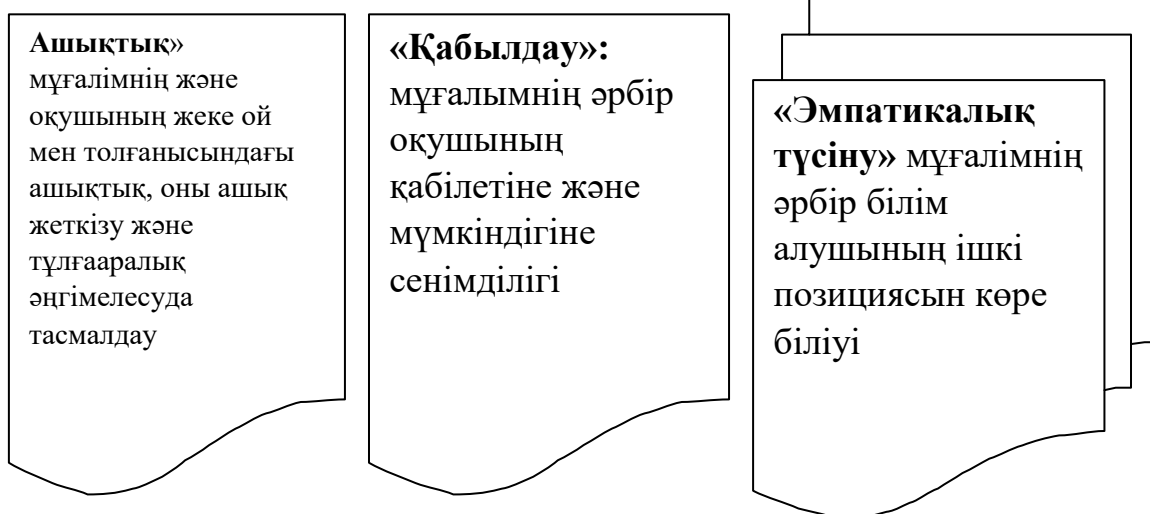 Ашықтық»
мұғалімнің және
оқушының жеке ой
мен толғанысындағы
ашықтық, оны ашық
жеткізу және
тұлғааралық
әңгімелесуда
тасмалдау
«Қабылдау»:
мұғалымнің әрбір
оқушының
қабілетіне және
мүмкіндігіне
сенімділігі
«Эмпатикалық
түсіну» мұғалімнің
әрбір білім
алушының ішкі
позициясын көре
біліуі